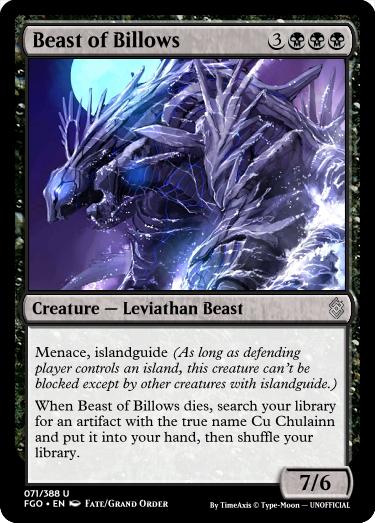 Beast of Billows 3
Creature — Leviathan Beast
Menace, islandguide (As long as defending
player controls an island, this creature can't be
blocked except by other creatures with islandguide.)
When Beast of Billows dies, search your library
for an artifact with the true name Cu Chulainn
and put it into your hand, then shuffle your
library.
7/6
071/388 U
FGO • EN Fate/Grand Order By TimeAxis © Type-Moon — UNOFFICIAL